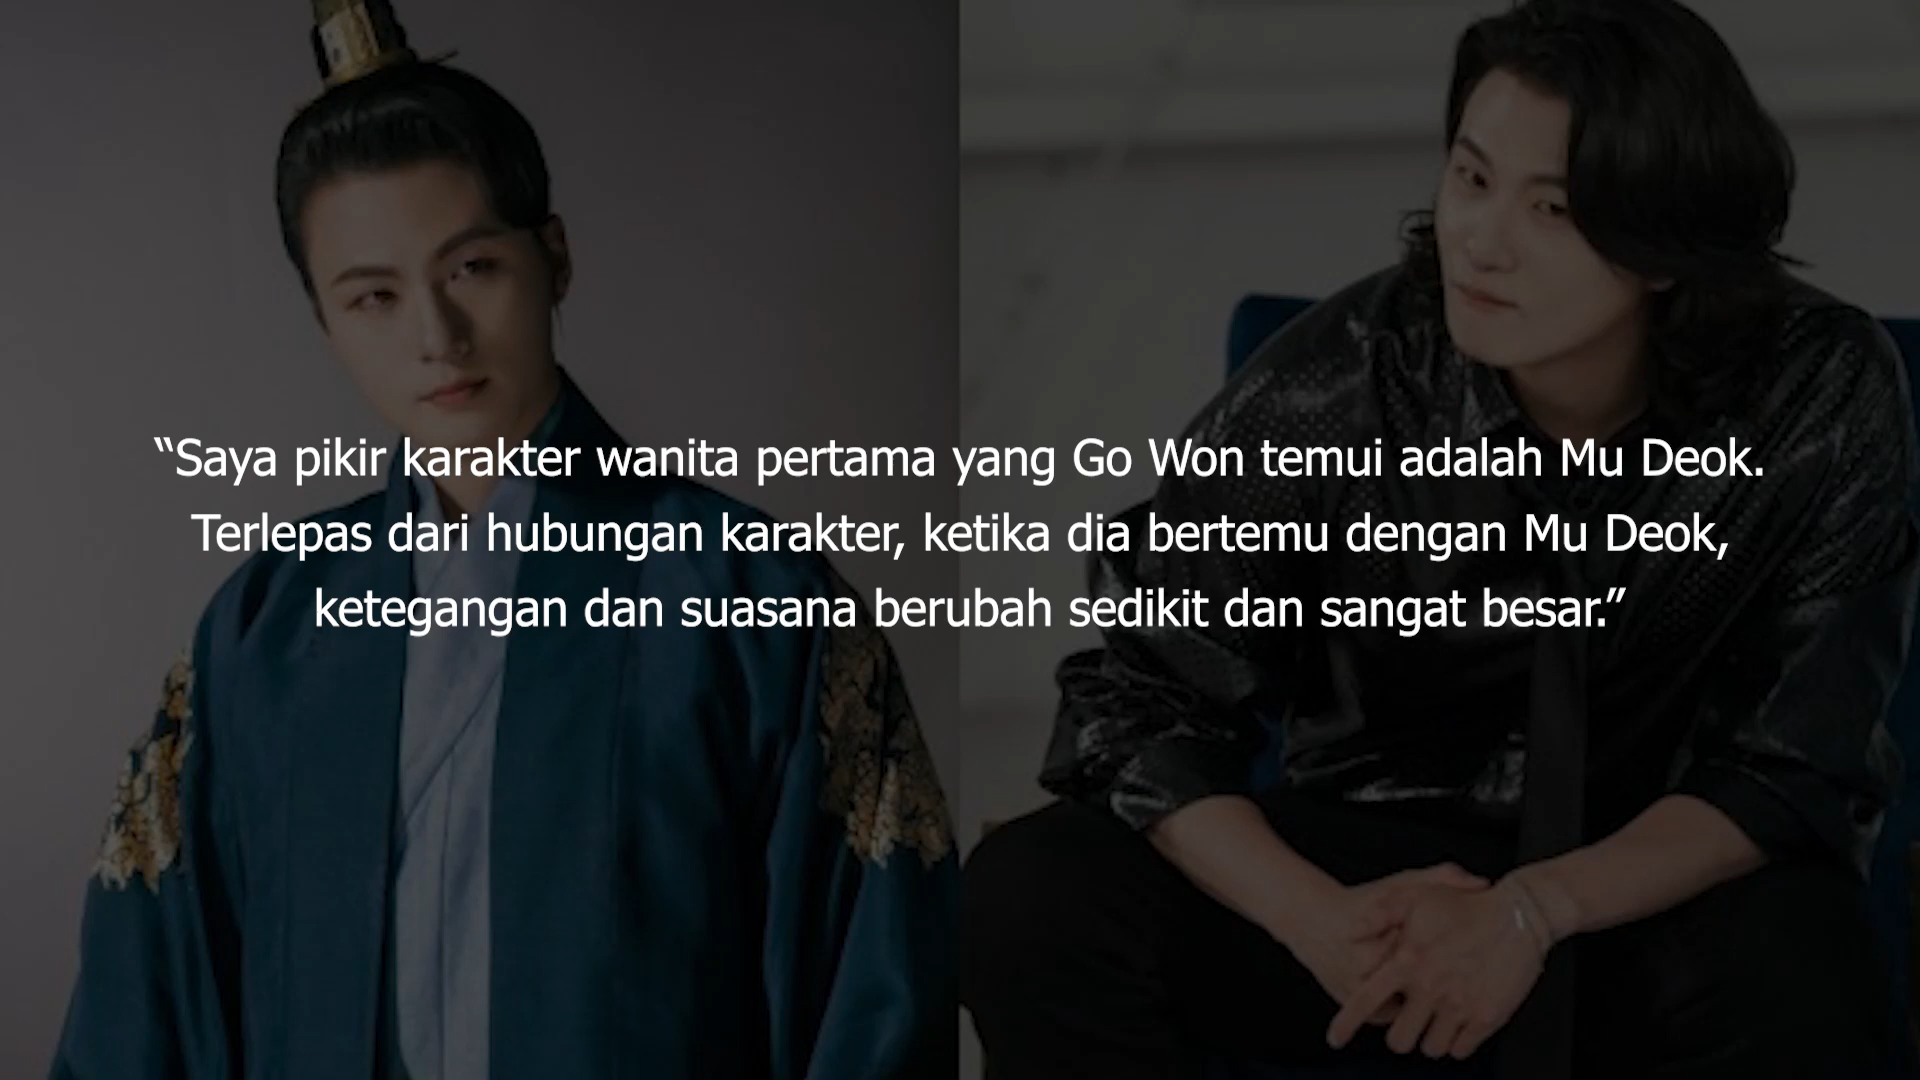 “Saya pikir karakter wanita pertama yang Go Won temui adalah Mu Deok.
Terlepas dari hubungan karakter, ketika dia bertemu dengan Mu Deok,
ketegangan dan suasana berubah sedikit dan sangat besar.”